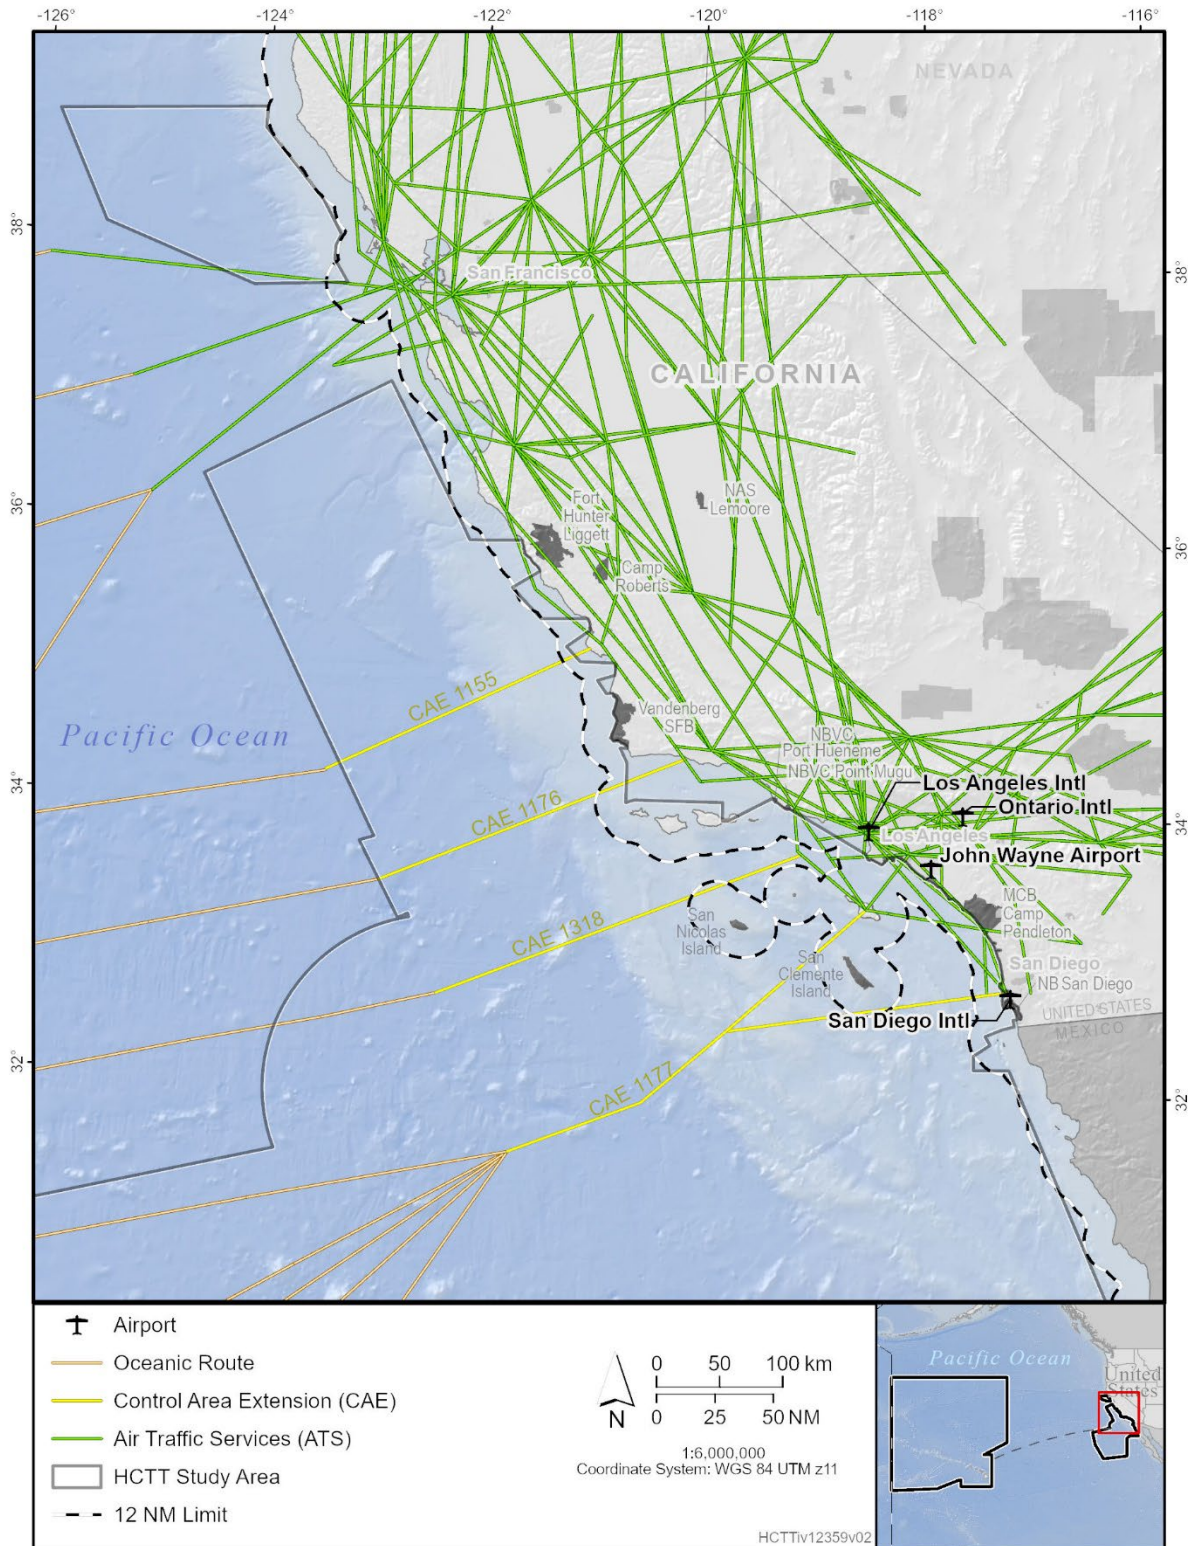 -126° -124° -122° -120° -118° -116°
NEVADA
38°
San Francisco
38°
CALIFORNIA
36°
NAS
Lemoore
Fort
Hunter
Liggett
36°
Camp
Roberts
CAE 1155
Vandenberg
SFB
Pacific Ocean
NBVC
Port Hueneme
NBVC Point Mugu
34°
Los Angeles Intl
CAE 1176
Ontario Intl
34°
Los Angeles
John Wayne Airport
CAE 1318
San
Nicolas
Island
MCB
Camp
Pendleton
San
Clemente
Island
San Diego
NB San Diego
San Diego Intl
UNITED STATES
MEXICO
32°
CAE 1177
32°
Airport
Oceanic Route
Control Area Extension (CAE)
Air Traffic Services (ATS)
HCTT Study Area
12 NM Limit
N
0 50 100 km
0 25 50 NM
1:6,000,000
Coordinate System: WGS 84 UTM z11
HCTTiv12359v02
Pacific Ocean
United
States